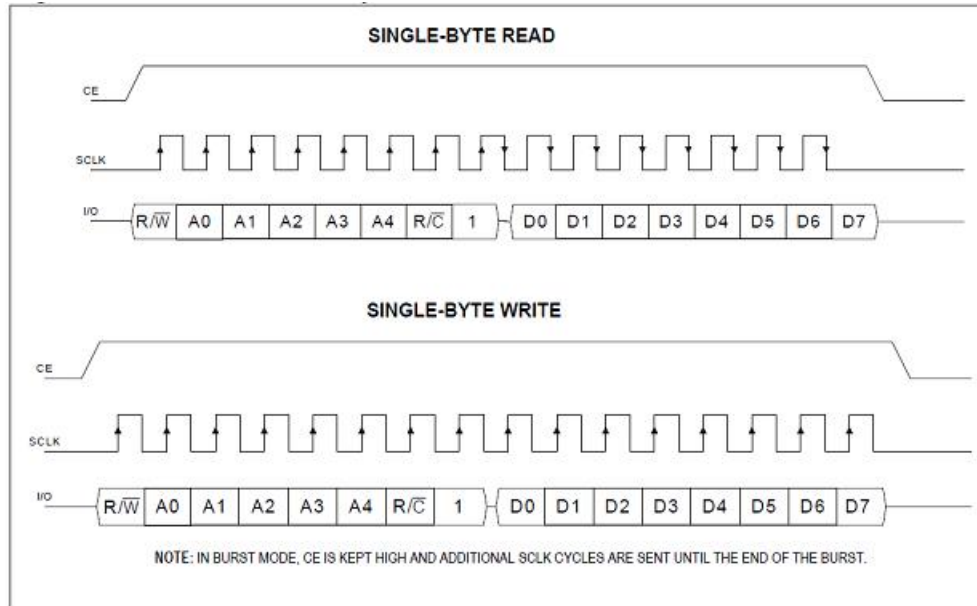 SINGLE-BYTE READ
CE
SCLK
I/O R/W̅ A0 A1 A2 A3 A4 R/C̅ 1 D0 D1 D2 D3 D4 D5 D6 D7
SINGLE-BYTE WRITE
CE
SCLK
I/O R/W̅ A0 A1 A2 A3 A4 R/C̅ 1 D0 D1 D2 D3 D4 D5 D6 D7
NOTE: IN BURST MODE, CE IS KEPT HIGH AND ADDITIONAL SCLK CYCLES ARE SENT UNTIL THE END OF THE BURST.